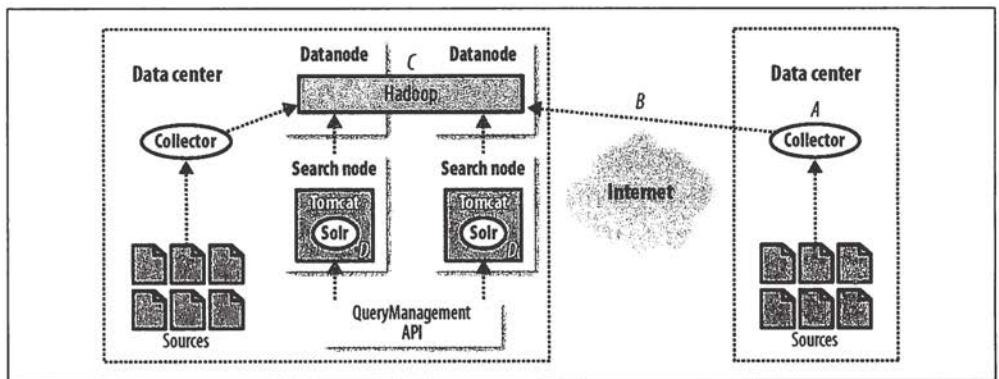 Datanode
Datanode
C
Data center
Data center
Hadoop
B
A
Collector
Collector
Search node
Search node
Internet
Tomcat
Tomcat
Solr
Solr
D
D
QueryManagement
API
Sources
Sources